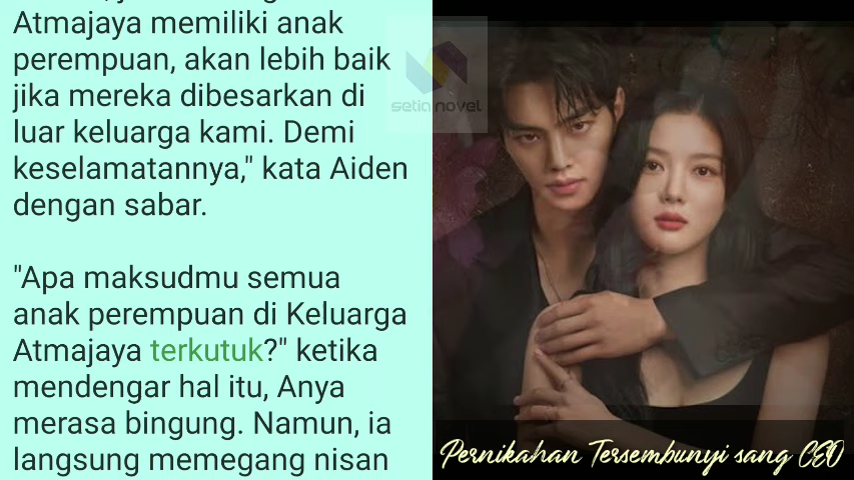 Atmajaya memiliki anak
perempuan, akan lebih baik
jika mereka dibesarkan di
luar keluarga kami. Demi
keselamatannya," kata Aiden
dengan sabar.
"Apa maksudmu semua
anak perempuan di Keluarga
Atmajaya terkutuk?" ketika
mendengar hal itu, Anya
merasa bingung. Namun, ia
langsung memegang nisan
setia novel
Pernikahan Tersembunyi sang CEO